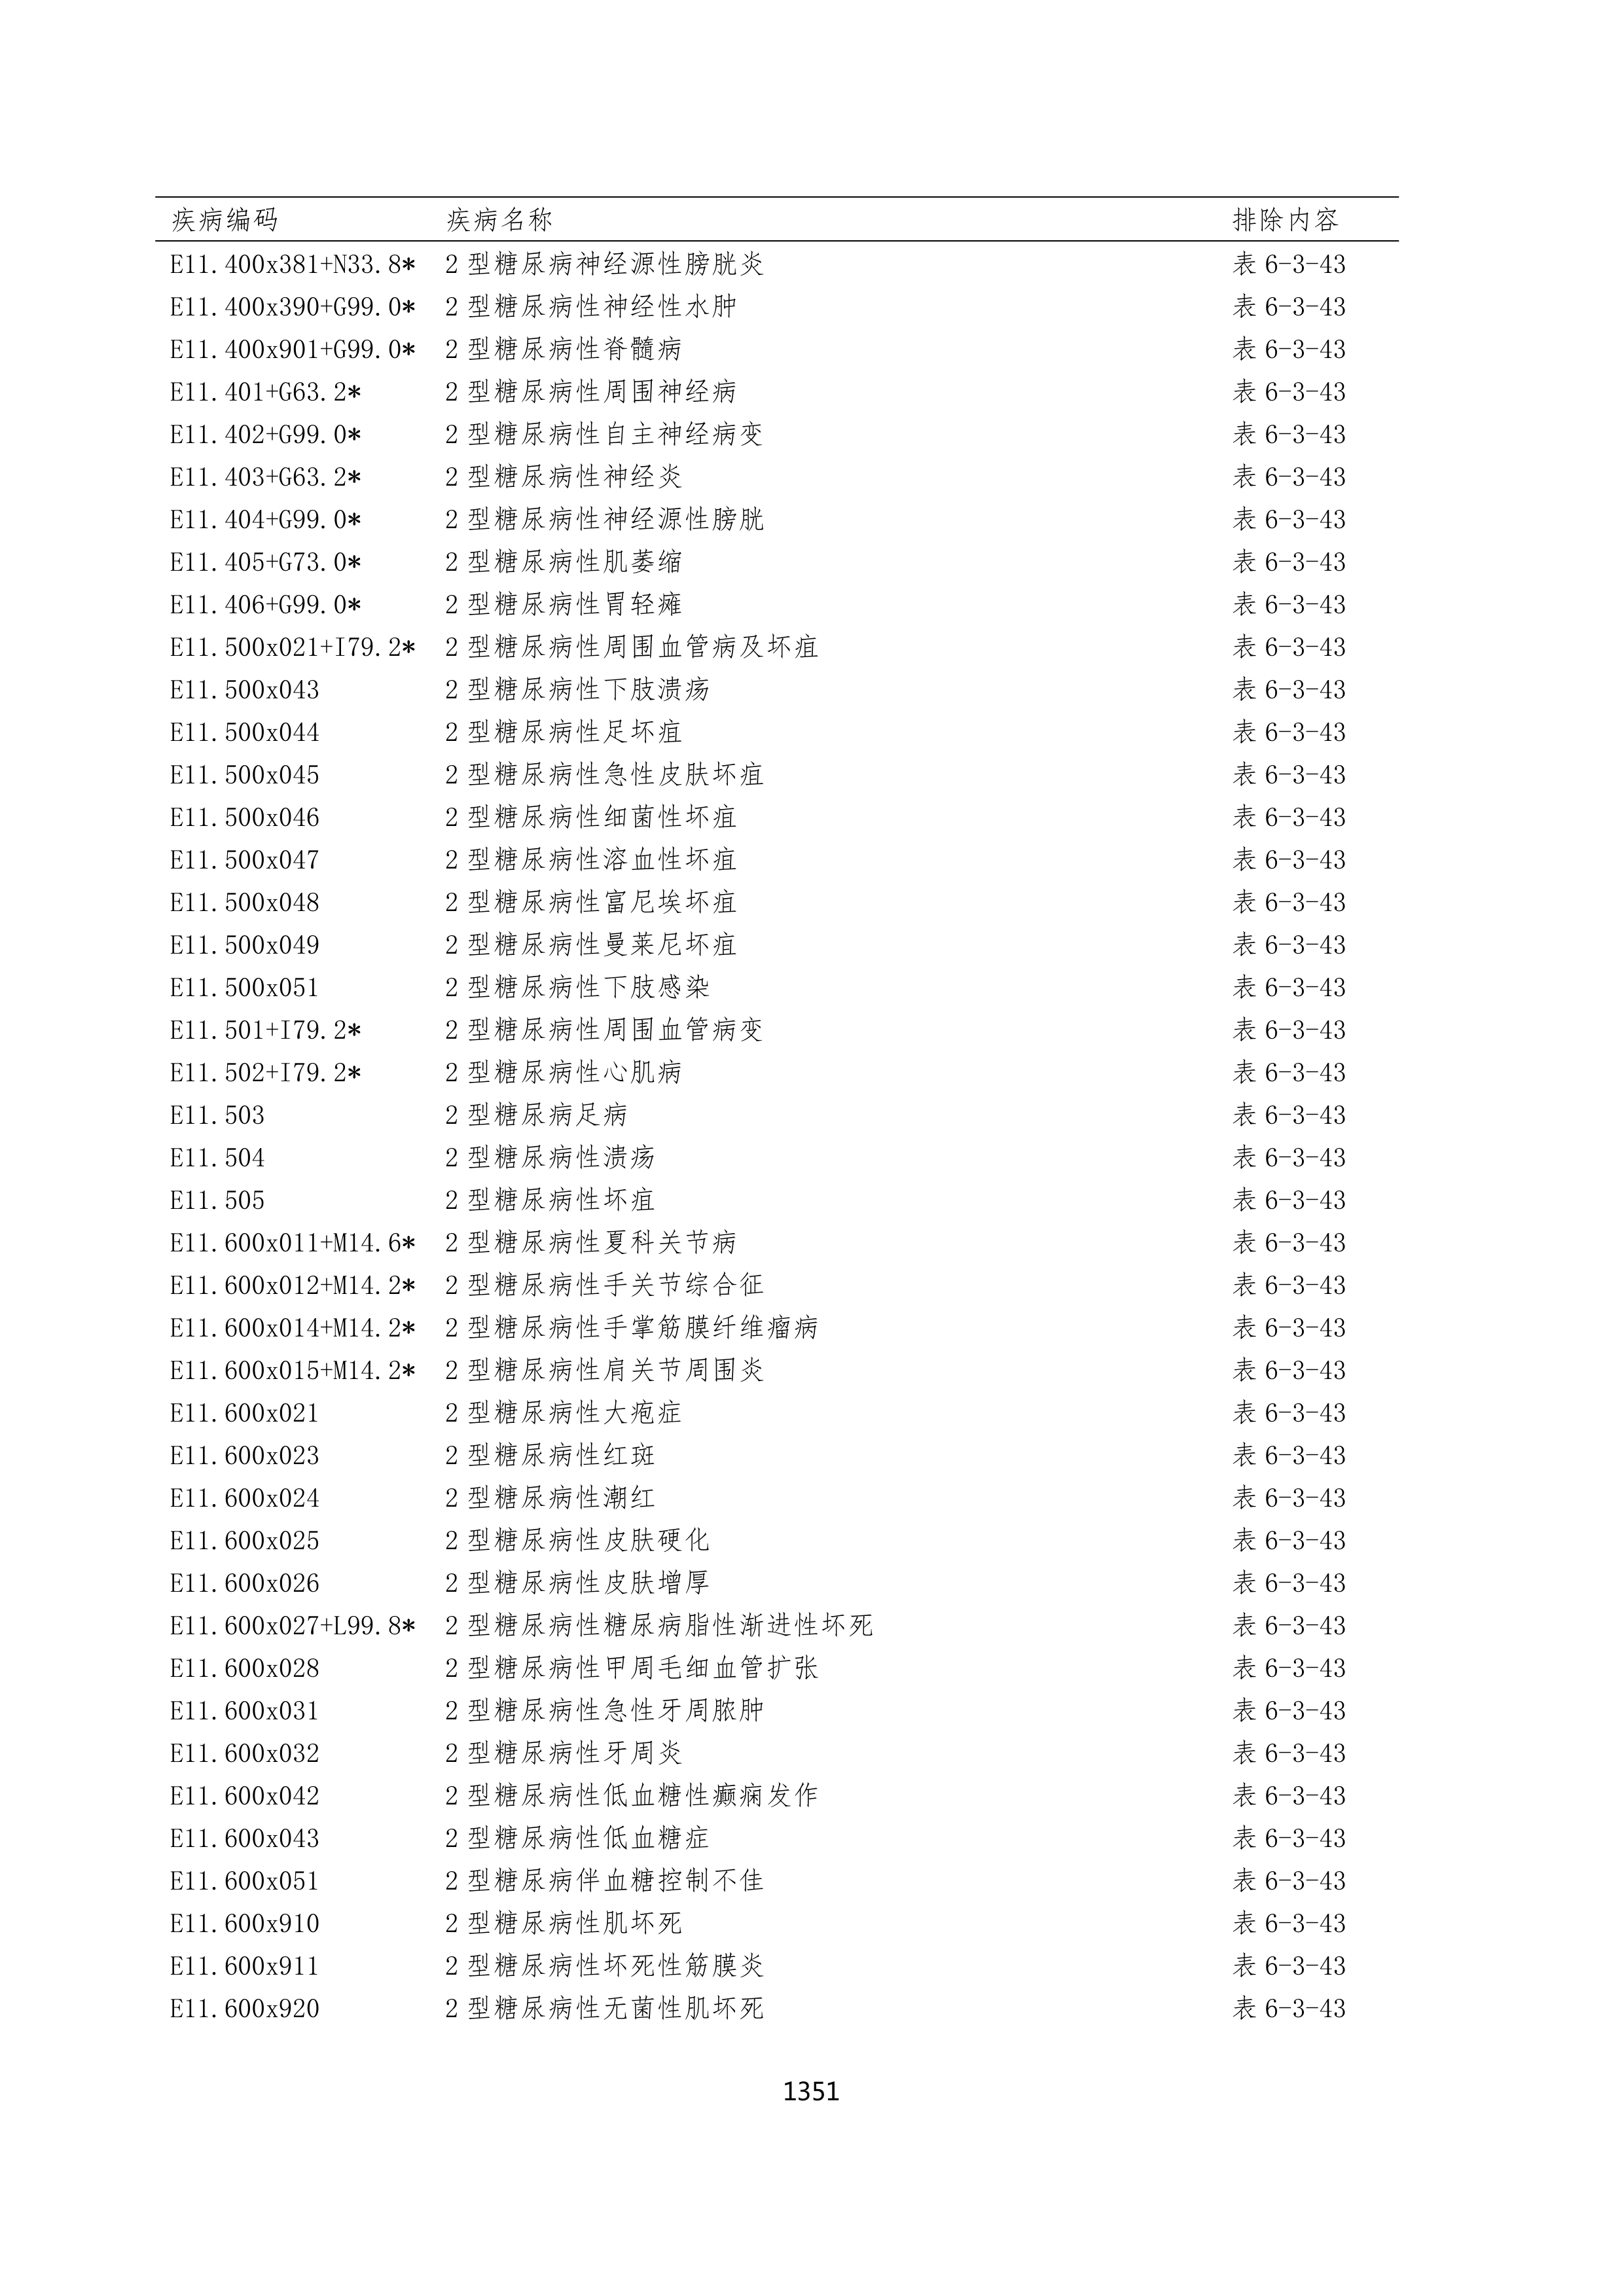 疾病编码 疾病名称 排除内容
E11.400x381+N33.8* 2型糖尿病神经源性膀胱炎 表 6-3-43
E11.400x390+G99.0* 2型糖尿病性神经性水肿 表 6-3-43
E11.400x901+G99.0* 2型糖尿病性脊髓病 表 6-3-43
E11.401+G63.2* 2型糖尿病性周围神经病 表 6-3-43
E11.402+G99.0* 2型糖尿病性自主神经病变 表 6-3-43
E11.403+G63.2* 2型糖尿病性神经炎 表 6-3-43
E11.404+G99.0* 2型糖尿病性神经源性膀胱 表 6-3-43
E11.405+G73.0* 2型糖尿病性肌萎缩 表 6-3-43
E11.406+G99.0* 2型糖尿病性胃轻瘫 表 6-3-43
E11.500x021+I79.2* 2型糖尿病性周围血管病及坏疽 表 6-3-43
E11.500x043 2型糖尿病性下肢溃疡 表 6-3-43
E11.500x044 2型糖尿病性足坏疽 表 6-3-43
E11.500x045 2型糖尿病性急性皮肤坏疽 表 6-3-43
E11.500x046 2型糖尿病性细菌性坏疽 表 6-3-43
E11.500x047 2型糖尿病性溶血性坏疽 表 6-3-43
E11.500x048 2型糖尿病性富尼埃坏疽 表 6-3-43
E11.500x049 2型糖尿病性曼莱尼坏疽 表 6-3-43
E11.500x051 2型糖尿病性下肢感染 表 6-3-43
E11.501+I79.2* 2型糖尿病性周围血管病变 表 6-3-43
E11.502+I79.2* 2型糖尿病性心肌病 表 6-3-43
E11.503 2型糖尿病足病 表 6-3-43
E11.504 2型糖尿病性溃疡 表 6-3-43
E11.505 2型糖尿病性坏疽 表 6-3-43
E11.600x011+M14.6* 2型糖尿病性夏科关节病 表 6-3-43
E11.600x012+M14.2* 2型糖尿病性手关节综合征 表 6-3-43
E11.600x014+M14.2* 2型糖尿病性手掌筋膜纤维瘤病 表 6-3-43
E11.600x015+M14.2* 2型糖尿病性肩关节周围炎 表 6-3-43
E11.600x021 2型糖尿病性大疱症 表 6-3-43
E11.600x023 2型糖尿病性红斑 表 6-3-43
E11.600x024 2型糖尿病性潮红 表 6-3-43
E11.600x025 2型糖尿病性皮肤硬化 表 6-3-43
E11.600x026 2型糖尿病性皮肤增厚 表 6-3-43
E11.600x027+L99.8* 2型糖尿病性糖尿病脂性渐进性坏死 表 6-3-43
E11.600x028 2型糖尿病性甲周毛细血管扩张 表 6-3-43
E11.600x031 2型糖尿病性急性牙周脓肿 表 6-3-43
E11.600x032 2型糖尿病性牙周炎 表 6-3-43
E11.600x042 2型糖尿病性低血糖性癫痫发作 表 6-3-43
E11.600x043 2型糖尿病性低血糖症 表 6-3-43
E11.600x051 2型糖尿病伴血糖控制不佳 表 6-3-43
E11.600x910 2型糖尿病性肌坏死 表 6-3-43
E11.600x911 2型糖尿病性坏死性筋膜炎 表 6-3-43
E11.600x920 2型糖尿病性无菌性肌坏死 表 6-3-43
1351